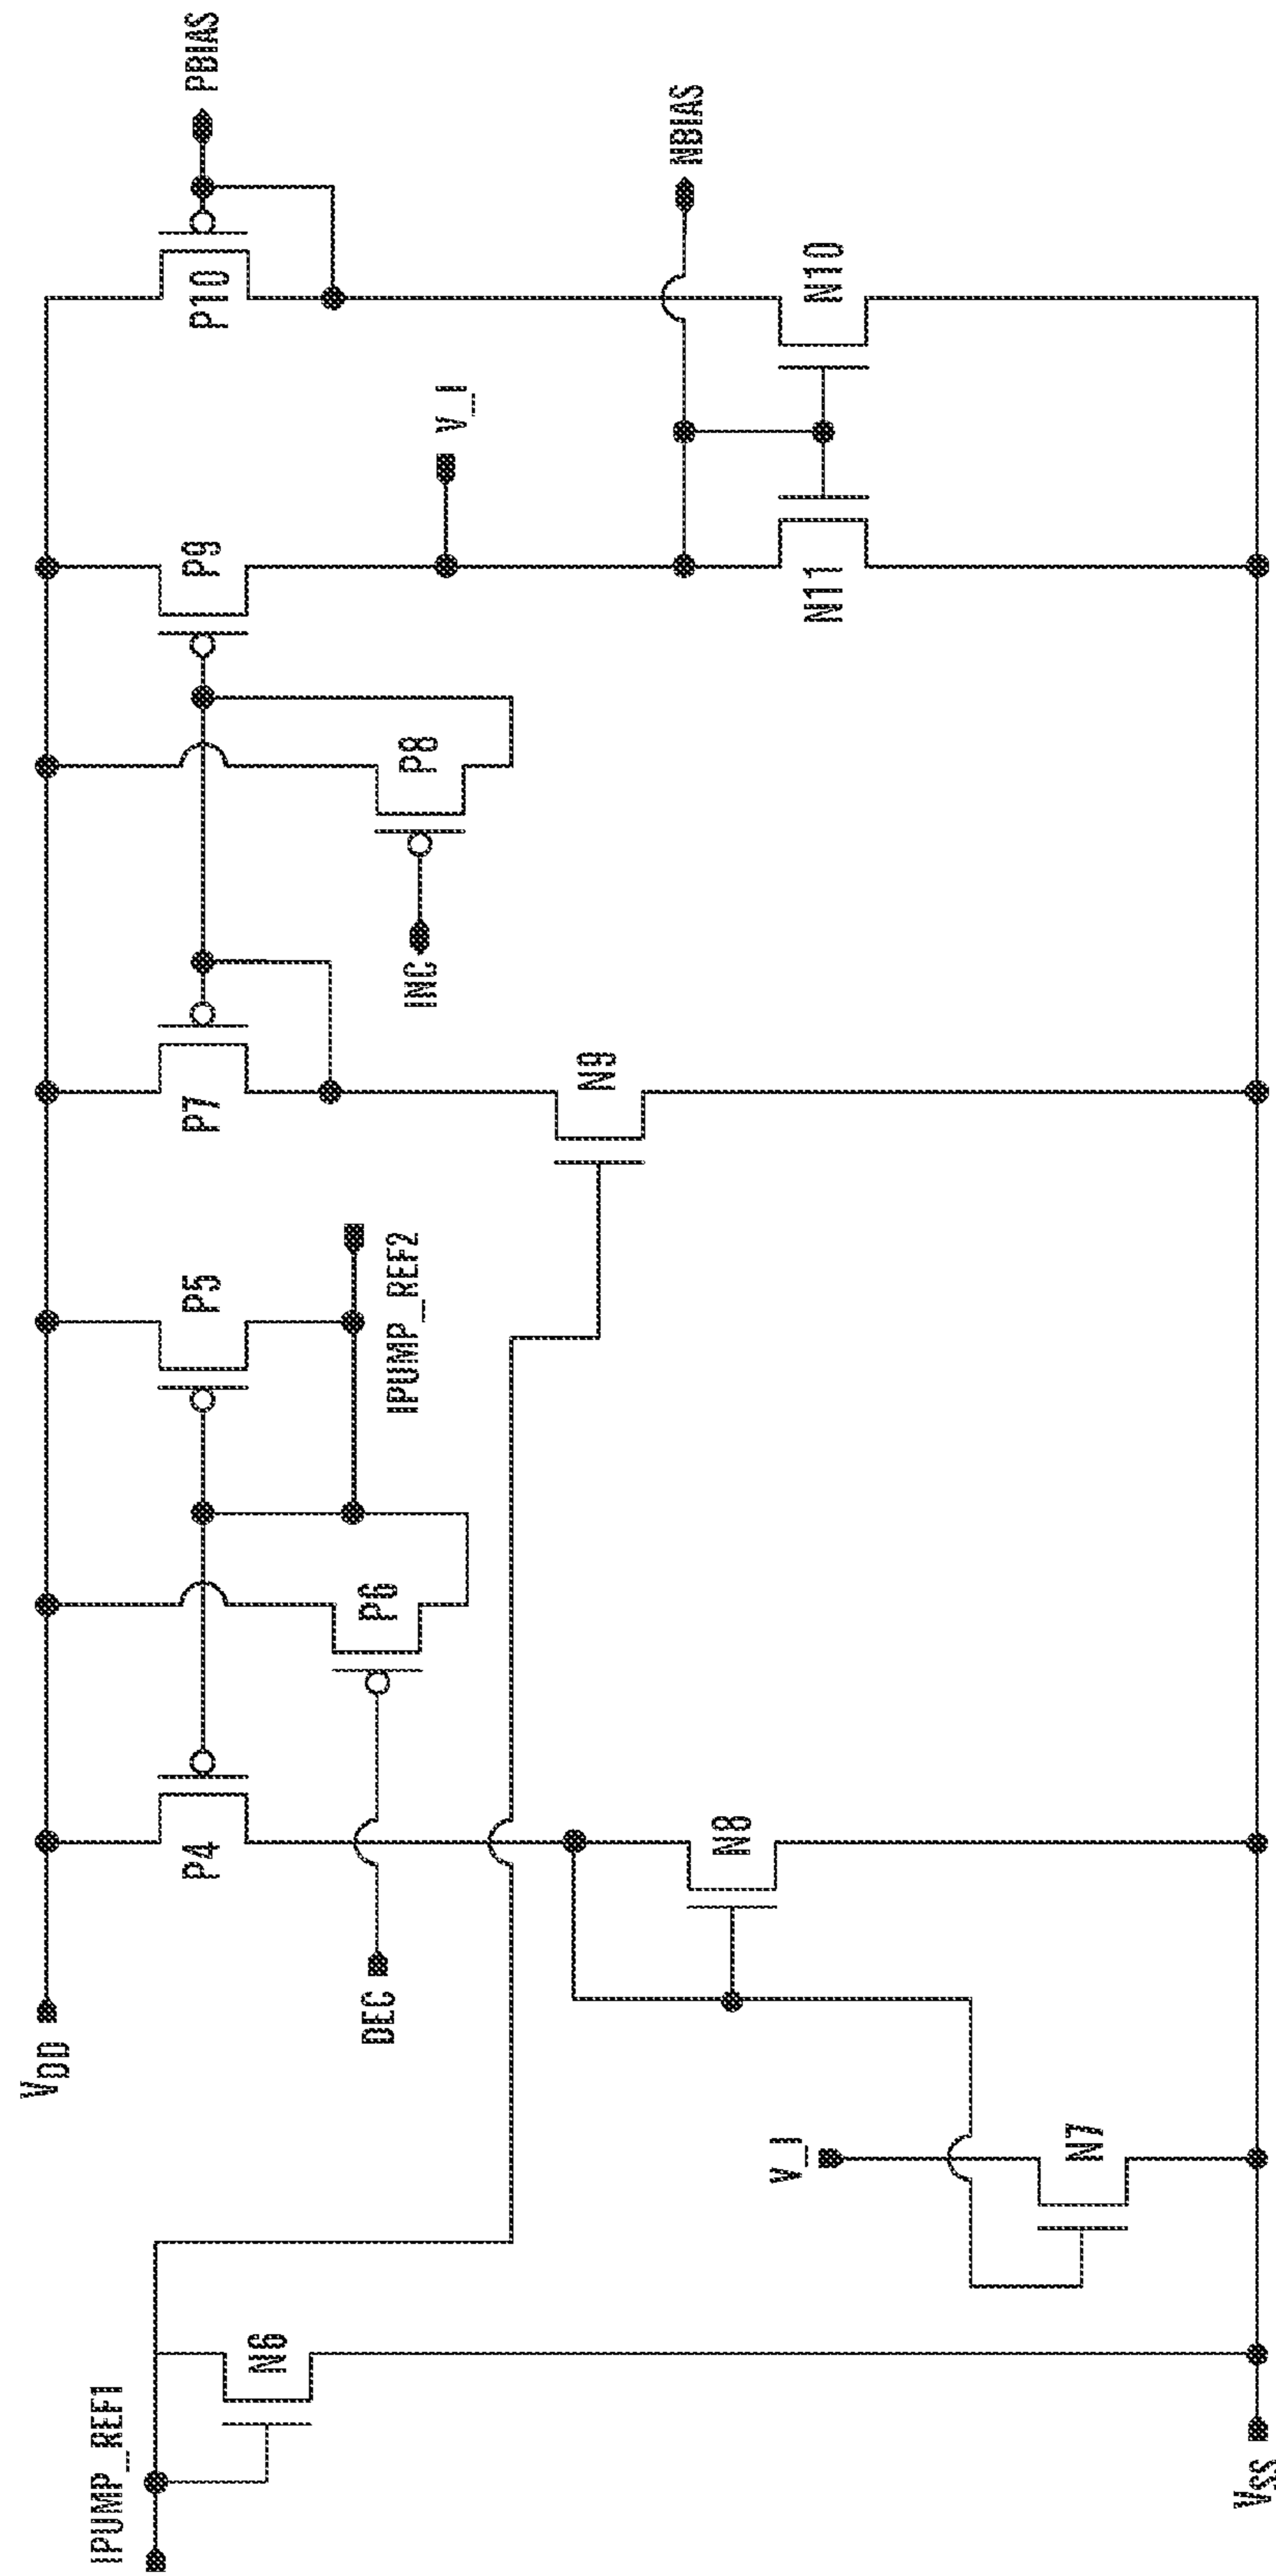 IPUMP_REF1
VDD
VSS
N6
V_I
N7
DEC
P4
N8
P6
P5
IPUMP_REF2
P7
N9
INC
P8
P9
V_I
N11
P10
N10
PBIAS
NBIAS